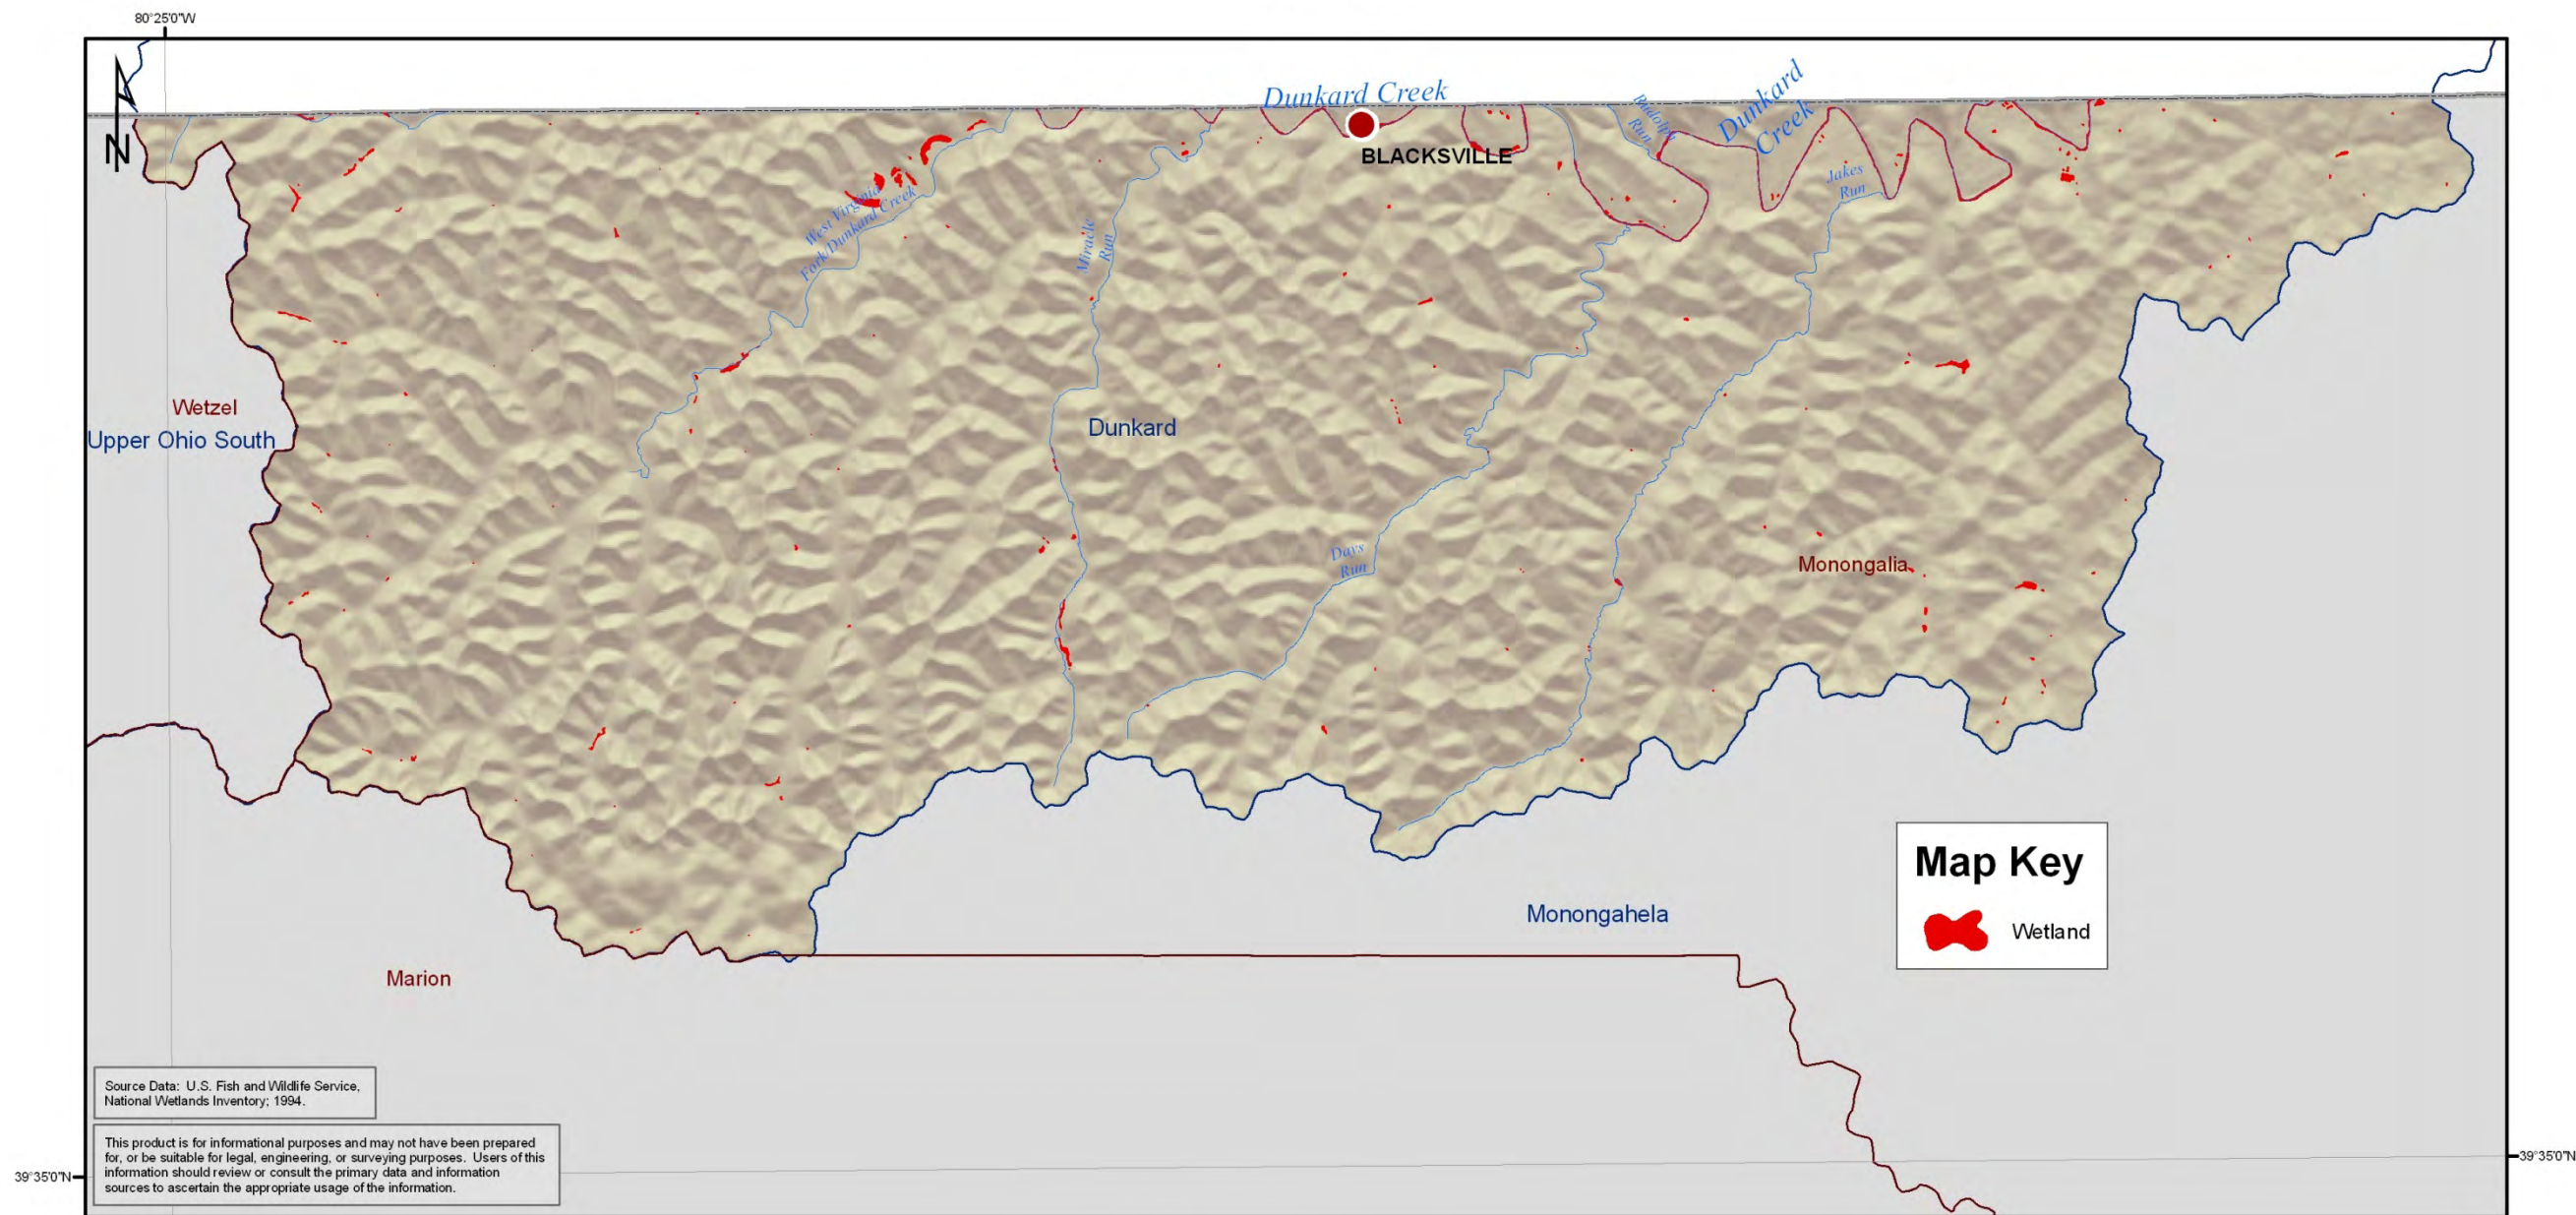 80°25'0"W
Dunkard Creek
Dunkard
Creek
Rudolph
Run
N
BLACKSVILLE
Jakes
Run
West Virginia
Fork Dunkard Creek
Miracle
Run
Wetzel
Upper Ohio South
Dunkard
Days
Run
Monongalia
Map Key
Wetland
Monongahela
Marion
Source Data: U.S. Fish and Wildlife Service,
National Wetlands Inventory; 1994.
This product is for informational purposes and may not have been prepared
for, or be suitable for legal, engineering, or surveying purposes. Users of this
information should review or consult the primary data and information
sources to ascertain the appropriate usage of the information.
39°35'0"N
39°35'0"N